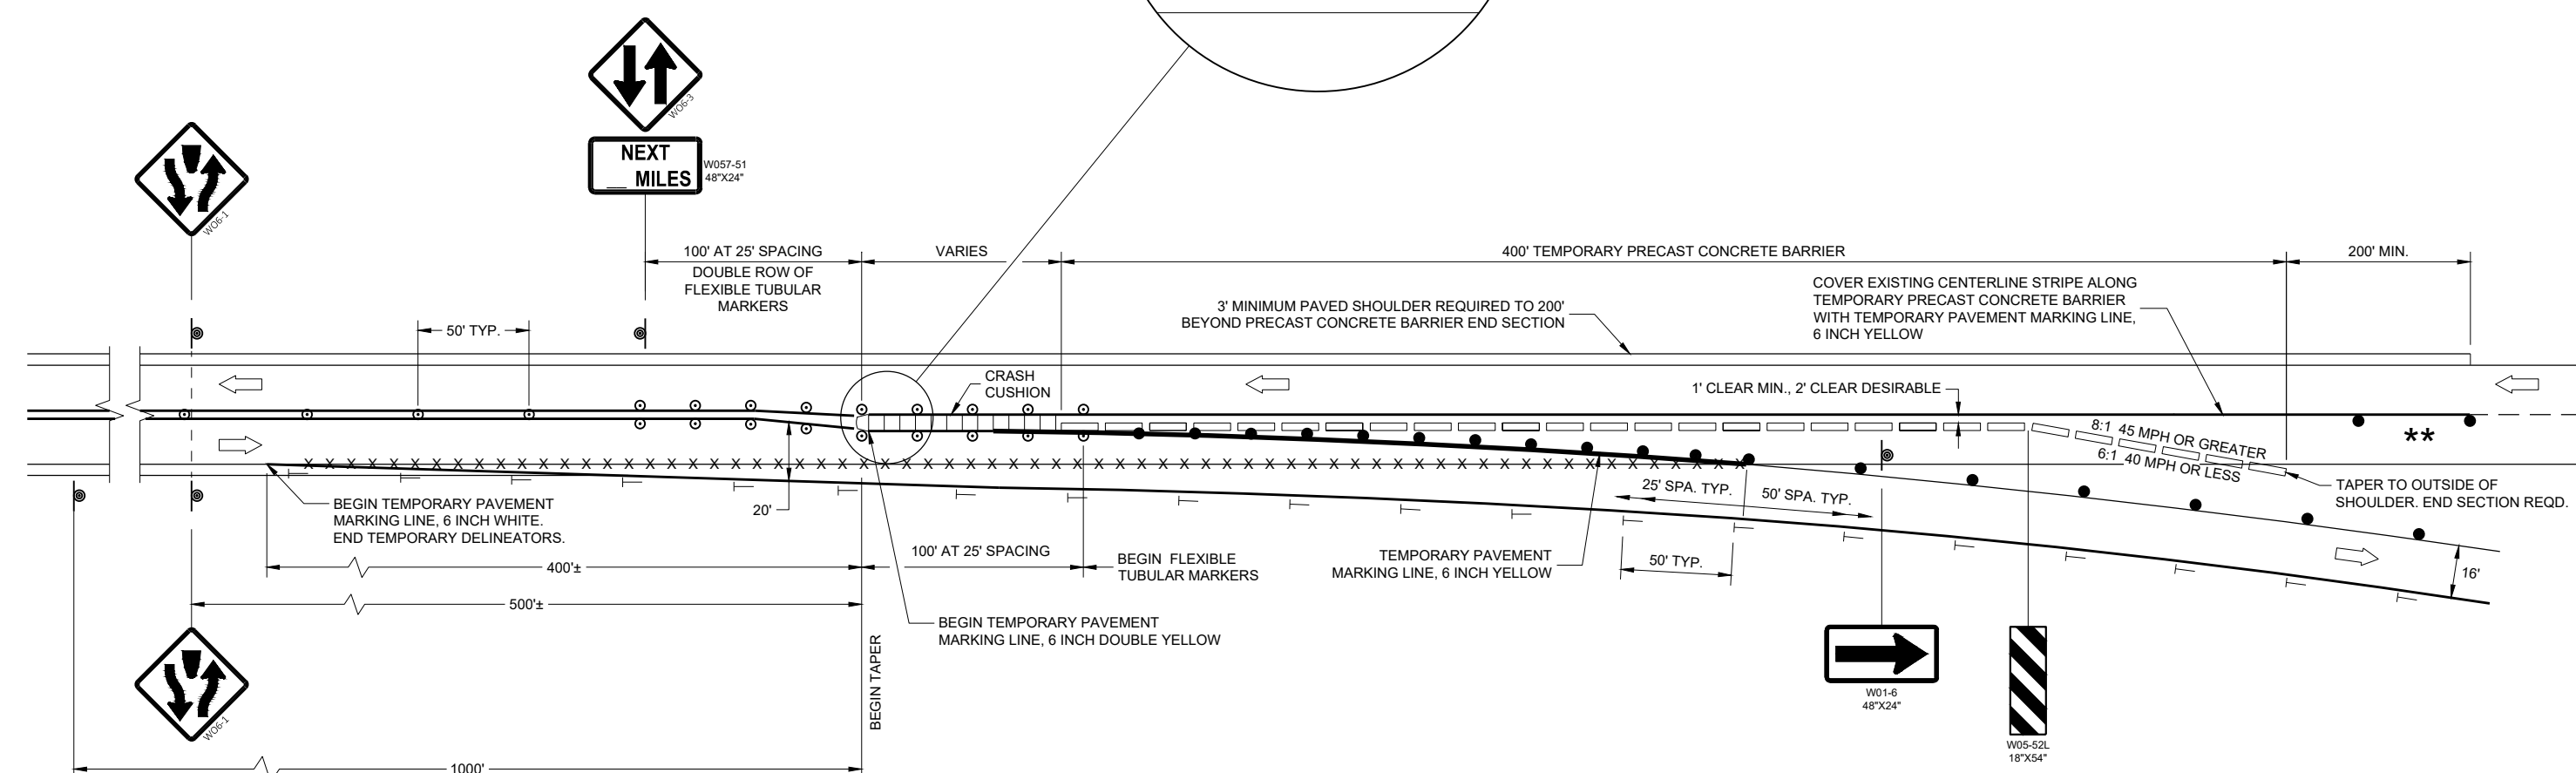 WO6-3
NEXT
__ MILES
W057-51
48"X24"
WO6-1
100' AT 25' SPACING
DOUBLE ROW OF
FLEXIBLE TUBULAR
MARKERS
VARIES
400' TEMPORARY PRECAST CONCRETE BARRIER
200' MIN.
3' MINIMUM PAVED SHOULDER REQUIRED TO 200'
BEYOND PRECAST CONCRETE BARRIER END SECTION
COVER EXISTING CENTERLINE STRIPE ALONG
TEMPORARY PRECAST CONCRETE BARRIER
WITH TEMPORARY PAVEMENT MARKING LINE,
6 INCH YELLOW
50' TYP.
CRASH
CUSHION
1' CLEAR MIN., 2' CLEAR DESIRABLE
8:1 45 MPH OR GREATER
6:1 40 MPH OR LESS
**
TAPER TO OUTSIDE OF
SHOULDER. END SECTION REQD.
X X X X X X X X X X X X X X X X X X X X X X X X X X X X X X X X X X X X X X X X X X X X X X X X X X X X X X X X X X X X X X X X X X X X
BEGIN TEMPORARY PAVEMENT
MARKING LINE, 6 INCH WHITE.
END TEMPORARY DELINEATORS.
20'
25' SPA. TYP.
50' SPA. TYP.
400'±
100' AT 25' SPACING
BEGIN FLEXIBLE
TUBULAR MARKERS
TEMPORARY PAVEMENT
MARKING LINE, 6 INCH YELLOW
50' TYP.
16'
500'±
BEGIN TEMPORARY PAVEMENT
MARKING LINE, 6 INCH DOUBLE YELLOW
BEGIN TAPER
WO6-1
W01-6
48"X24"
W05-52L
18"X54"
1000'